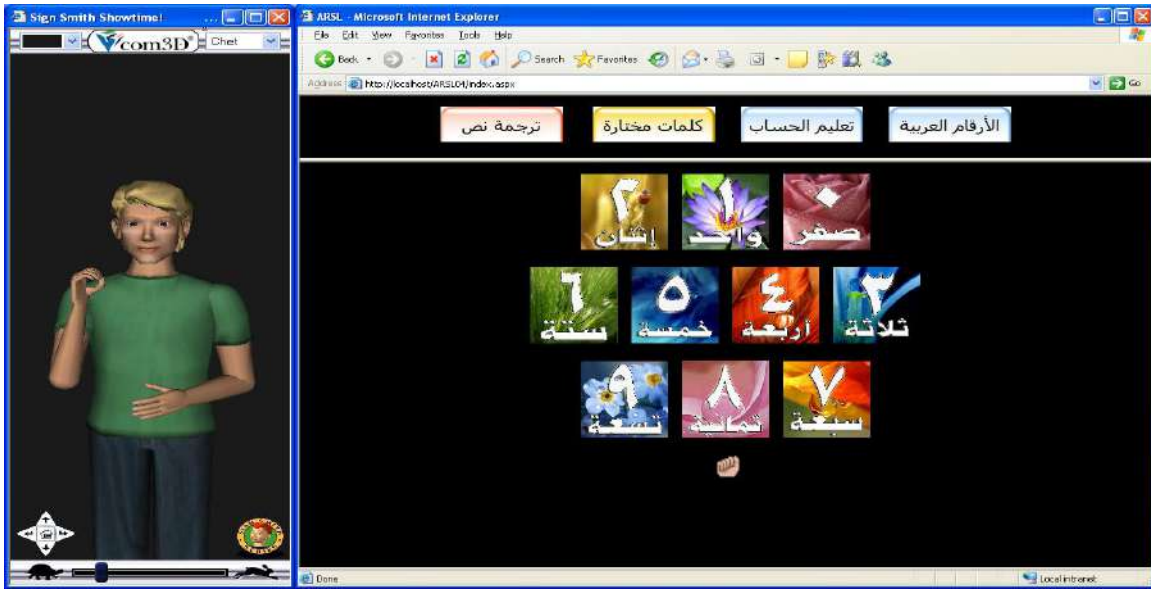 Sign Smith Showtime! ...
Vcom3D
Chet
ARSL - Microsoft Internet Explorer
File Edit View Favorites Tools Help
Back Search Favorites
Address http://localhost/ARSL04/index.aspx Go
الأرقام العربية تعليم الحساب كلمات مختارة ترجمة نص
٠ ١ ٢
صفر واحد إثنان
٣ ٤ ٥ ٦
ثلاثة أربعة خمسة ستة
٧ ٨ ٩
سبعة ثمانية تسعة
Done Local intranet